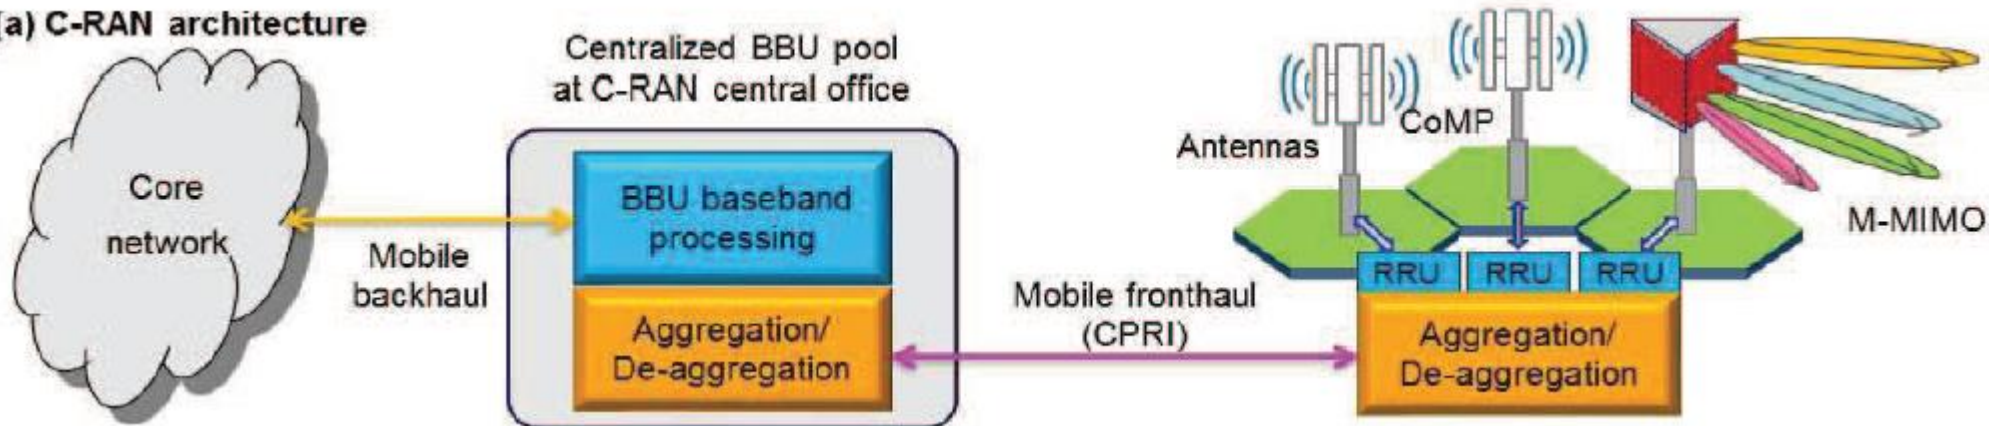 (a) C-RAN architecture
Centralized BBU pool
at C-RAN central office
Core
network
Mobile
backhaul
BBU baseband
processing
Aggregation/
De-aggregation
Mobile fronthaul
(CPRI)
Antennas
CoMP
M-MIMO
RRU
RRU
RRU
Aggregation/
De-aggregation